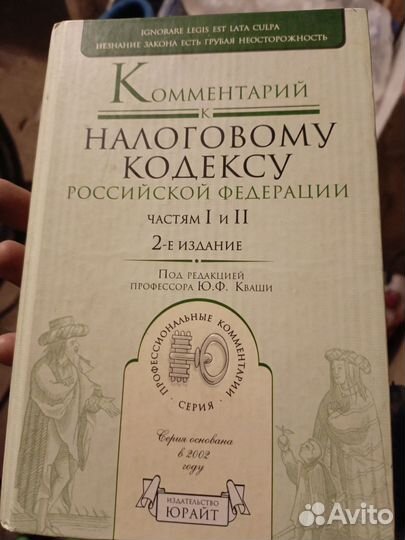 IGNORARE LEGIS EST LATA CULPA
НЕЗНАНИЕ ЗАКОНА ЕСТЬ ГРУБАЯ НЕОСТОРОЖНОСТЬ
КОММЕНТАРИЙ
К
НАЛОГОВОМУ
КОДЕКСУ
РОССИЙСКОЙ ФЕДЕРАЦИИ
ЧАСТЯМ I И II
2-Е ИЗДАНИЕ
ПОД РЕДАКЦИЕЙ
ПРОФЕССОРА Ю.Ф. КВАШИ
ПРОФЕССИОНАЛЬНЫЕ КОММЕНТАРИИ
СЕРИЯ
Серия основана
в 2002
году
ИЗДАТЕЛЬСТВО
ЮРАЙТ
Avito